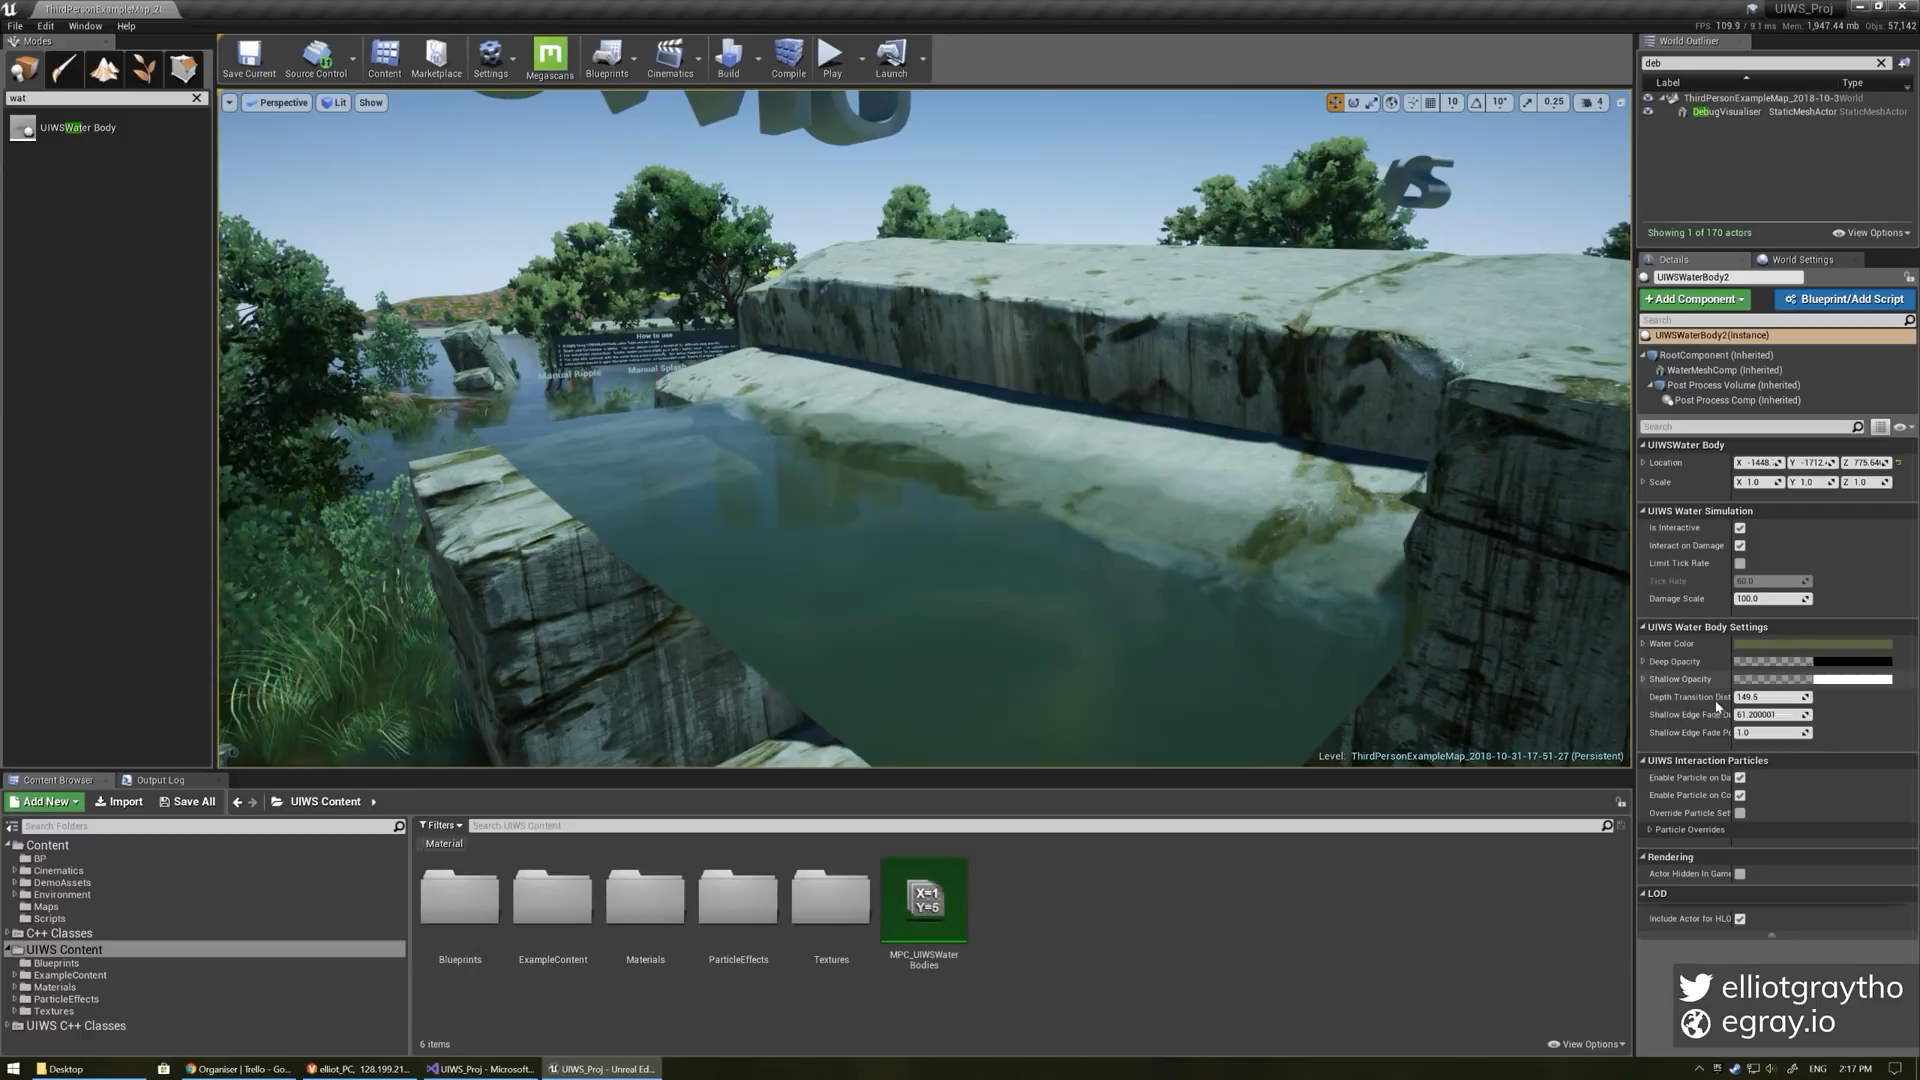 ThirdPersonExampleMap_2(
UIWS_Proj
File Edit Window Help
FPS: 109.9 / 9.1 ms Mem: 1,947.44 mb Objs: 57,142
Modes
wat
UIWSWater Body
Save Current Source Control Content Marketplace Settings Megascans Blueprints Cinematics Build Compile Play Launch
Perspective Lit Show
10 10° 0.25 4
How to use
Manual Ripple Manual Splash
Level: ThirdPersonExampleMap_2018-10-31-17-51-27 (Persistent)
World Outliner
deb
Label Type
ThirdPersonExampleMap_2018-10-3 World
DebugVisualiser StaticMeshActor StaticMeshActor
Showing 1 of 170 actors View Options
Details World Settings
UIWSWaterBody2
+ Add Component Blueprint/Add Script
Search
UIWSWaterBody2(Instance)
RootComponent (Inherited)
WaterMeshComp (Inherited)
Post Process Volume (Inherited)
Post Process Comp (Inherited)
Search
UIWSWater Body
Location X -1448. Y -1712. Z 775.64
Scale X 1.0 Y 1.0 Z 1.0
UIWS Water Simulation
Is Interactive
Interact on Damage
Limit Tick Rate
Tick Rate 60.0
Damage Scale 100.0
UIWS Water Body Settings
Water Color
Deep Opacity
Shallow Opacity
Depth Transition Dist 149.5
Shallow Edge Fade Di 61.200001
Shallow Edge Fade Po 1.0
UIWS Interaction Particles
Enable Particle on Da
Enable Particle on Co
Override Particle Set
Particle Overrides
Rendering
Actor Hidden In Game
LOD
Include Actor for HLO
Content Browser Output Log
Add New Import Save All UIWS Content
Search Folders
Content
BP
Cinematics
DemoAssets
Environment
Maps
Scripts
C++ Classes
UIWS Content
Blueprints
ExampleContent
Materials
ParticleEffects
Textures
UIWS C++ Classes
Filters Search UIWS Content
Material
X=1
Y=5
Blueprints ExampleContent Materials ParticleEffects Textures MPC_UIWSWater
Bodies
6 items View Options
elliotgraytho
egray.io
Desktop Organiser | Trello - Go... elliot_PC, 128.199.21... UIWS_Proj - Microsoft... UIWS_Proj - Unreal Ed... ENG 2:17 PM